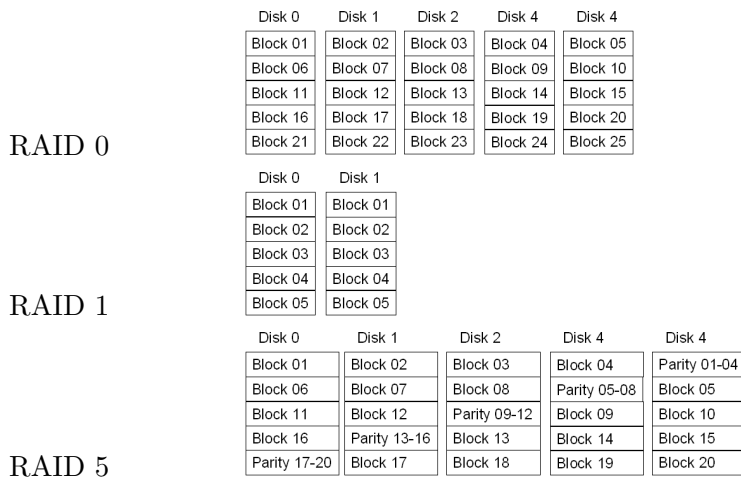 Disk 0 Disk 1 Disk 2 Disk 4 Disk 4
Block 01 Block 02 Block 03 Block 04 Block 05
Block 06 Block 07 Block 08 Block 09 Block 10
Block 11 Block 12 Block 13 Block 14 Block 15
Block 16 Block 17 Block 18 Block 19 Block 20
Block 21 Block 22 Block 23 Block 24 Block 25
RAID 0
Disk 0 Disk 1
Block 01 Block 01
Block 02 Block 02
Block 03 Block 03
Block 04 Block 04
Block 05 Block 05
RAID 1
Disk 0 Disk 1 Disk 2 Disk 4 Disk 4
Block 01 Block 02 Block 03 Block 04 Parity 01-04
Block 06 Block 07 Block 08 Parity 05-08 Block 05
Block 11 Block 12 Parity 09-12 Block 09 Block 10
Block 16 Parity 13-16 Block 13 Block 14 Block 15
Parity 17-20 Block 17 Block 18 Block 19 Block 20
RAID 5